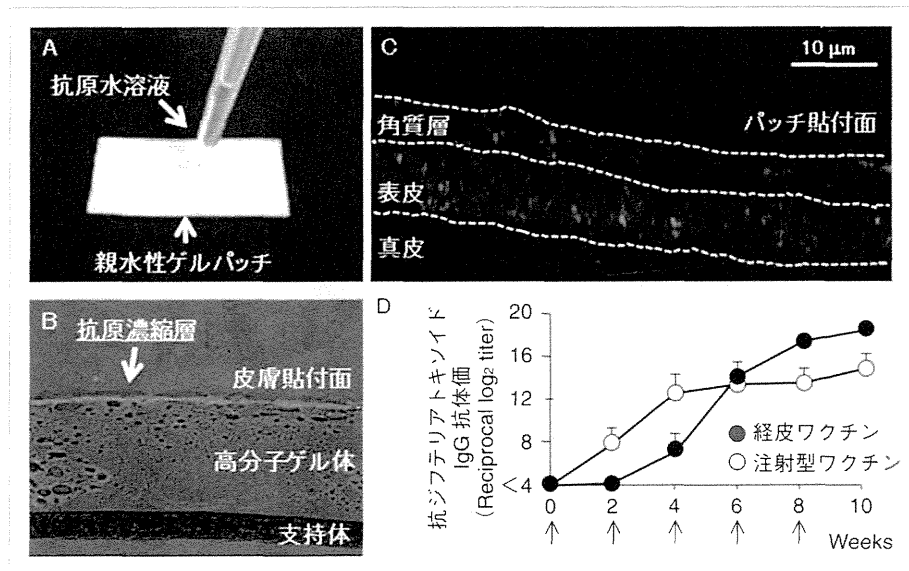 A
抗原水溶液
親水性ゲルパッチ
B
抗原濃縮層
皮膚貼付面
高分子ゲル体
支持体
C
10 μm
角質層
パッチ貼付面
表皮
真皮
D
抗ジフテリアトキソイド
IgG 抗体価
(Reciprocal log₂ titer)
20
16
12
8
<4
経皮ワクチン
注射型ワクチン
0 2 4 6 8 10
Weeks